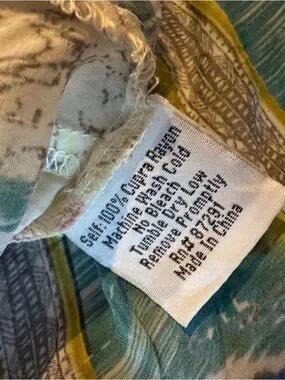 Self:100% Cupra Rayon
Machine Wash Cold
No Bleach
Tumble Dry Low
Remove Promptly
Rn# 87291
Made In China